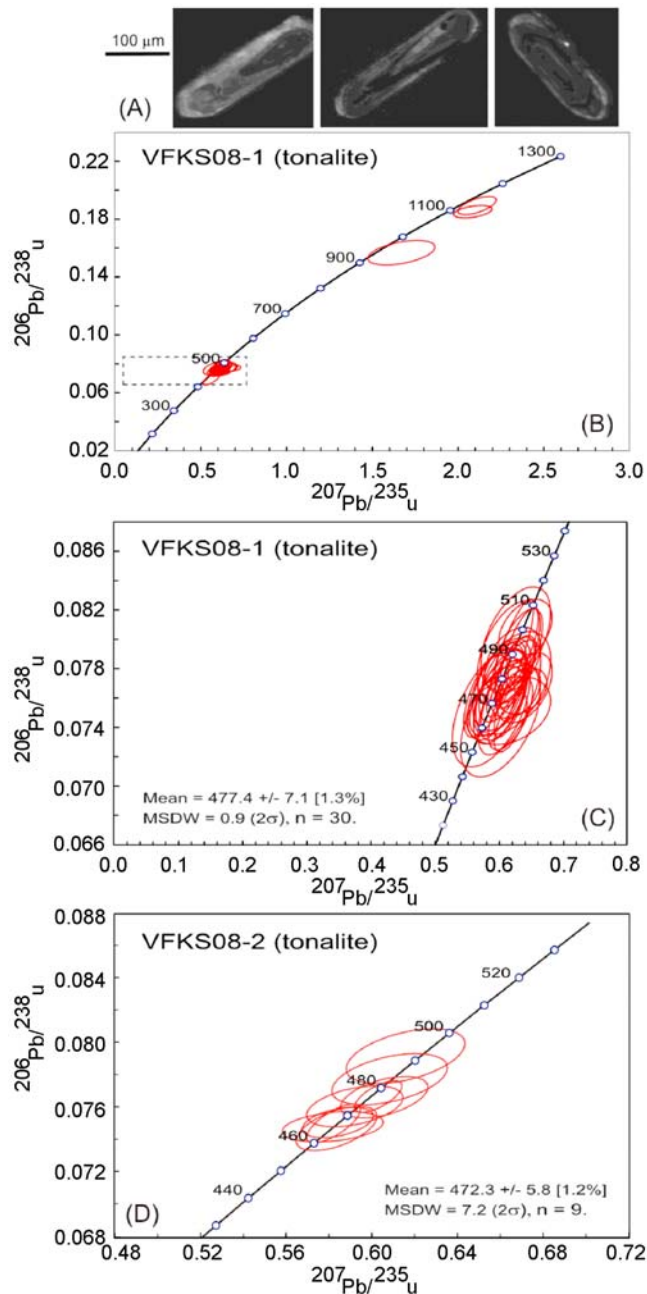 100 μm
(A)
VFKS08-1 (tonalite)
0.22
0.18
0.14
0.10
0.06
0.02
206Pb/238u
1300
1100
900
700
500
300
(B)
0.0 0.5 1.0 1.5 2.0 2.5 3.0
207Pb/235u
VFKS08-1 (tonalite)
0.086
0.082
0.078
0.074
0.070
0.066
206Pb/238u
530
510
490
470
450
430
Mean = 477.4 +/- 7.1 [1.3%]
MSDW = 0.9 (2σ), n = 30.
(C)
0.0 0.1 0.2 0.3 0.4 0.5 0.6 0.7 0.8
207Pb/235u
VFKS08-2 (tonalite)
0.088
0.084
0.080
0.076
0.072
0.068
206Pb/238u
520
500
480
460
440
Mean = 472.3 +/- 5.8 [1.2%]
MSDW = 7.2 (2σ), n = 9.
(D)
0.48 0.52 0.56 0.60 0.64 0.68 0.72
207Pb/235u